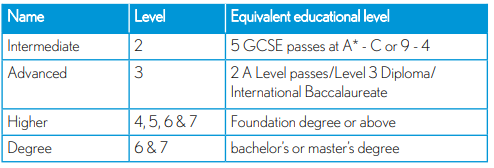 Name Level Equivalent educational level
Intermediate 2 5 GCSE passes at A* - C or 9 - 4
Advanced 3 2 A Level passes/Level 3 Diploma/
International Baccalaureate
Higher 4, 5, 6 & 7 Foundation degree or above
Degree 6 & 7 bachelor's or master's degree